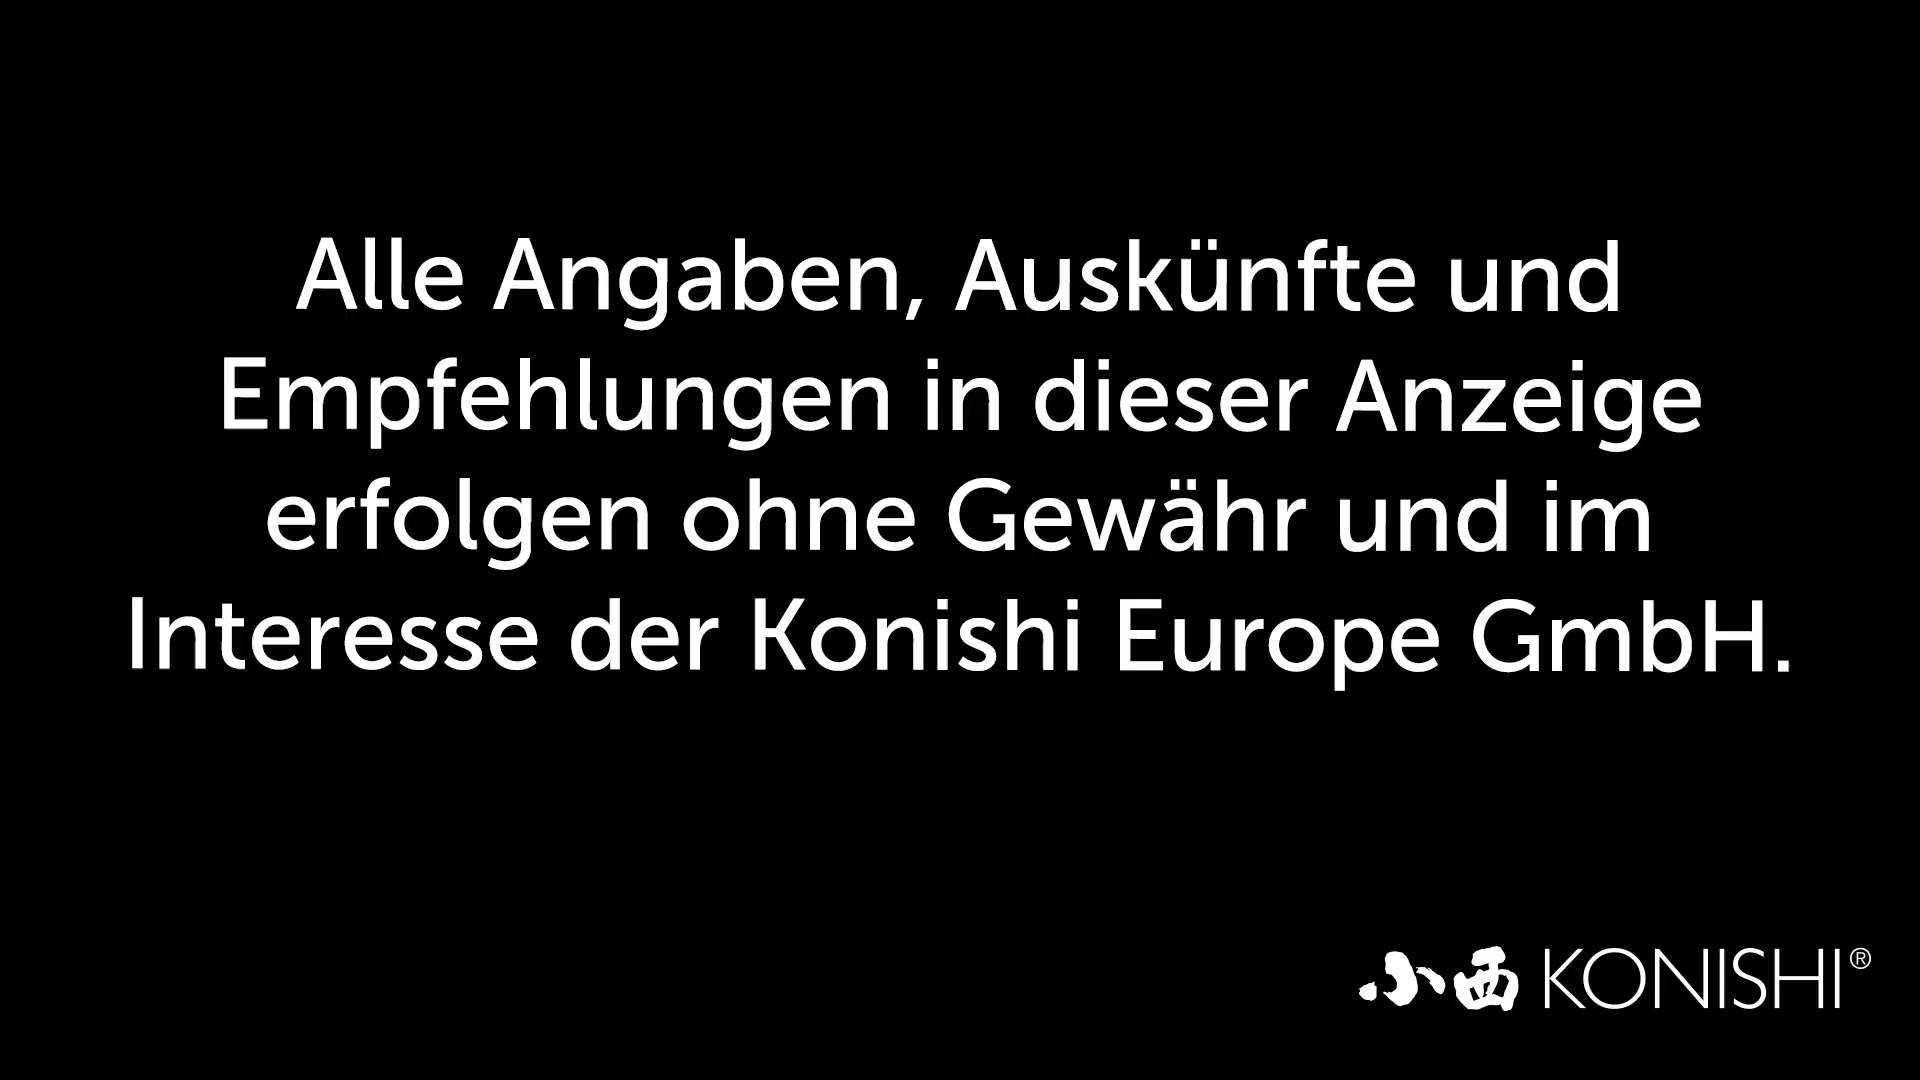 Alle Angaben, Auskünfte und
Empfehlungen in dieser Anzeige
erfolgen ohne Gewähr und im
Interesse der Konishi Europe GmbH.
小西 KONISHI®